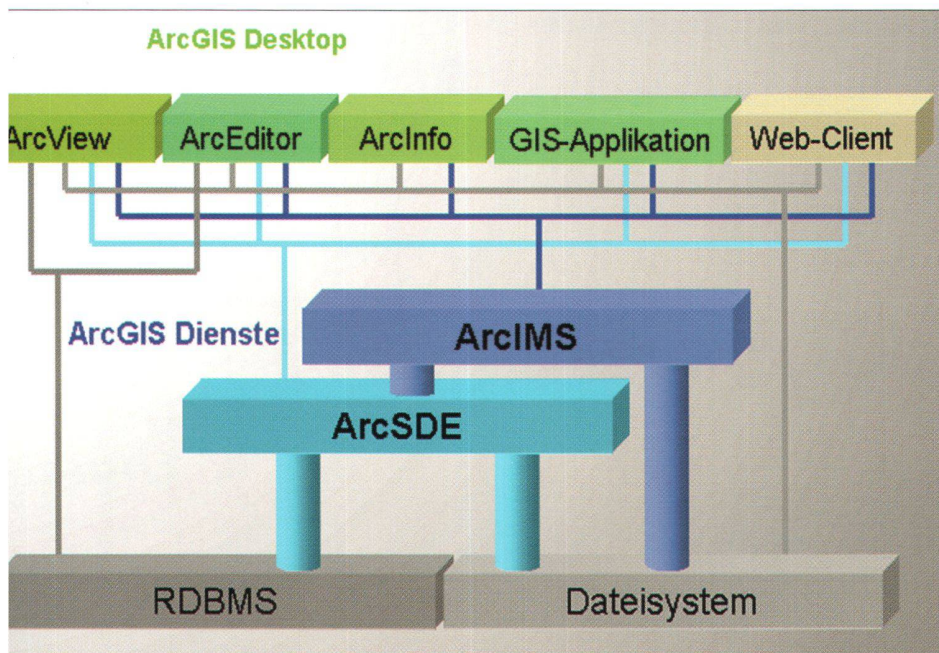 ArcGIS Desktop
ArcView ArcEditor ArcInfo GIS-Applikation Web-Client
ArcGIS Dienste
ArcIMS
ArcSDE
RDBMS
Dateisystem